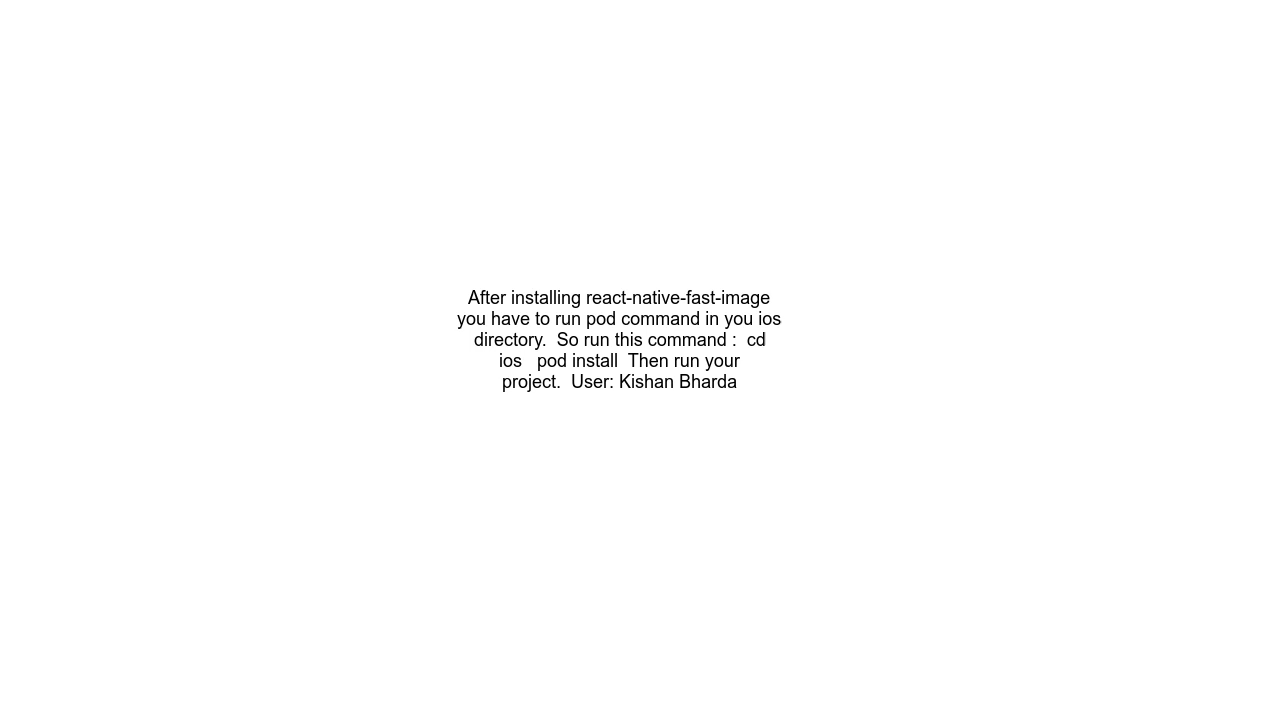 After installing react-native-fast-image
you have to run pod command in you ios
directory.  So run this command :  cd
ios   pod install  Then run your
project.  User: Kishan Bharda